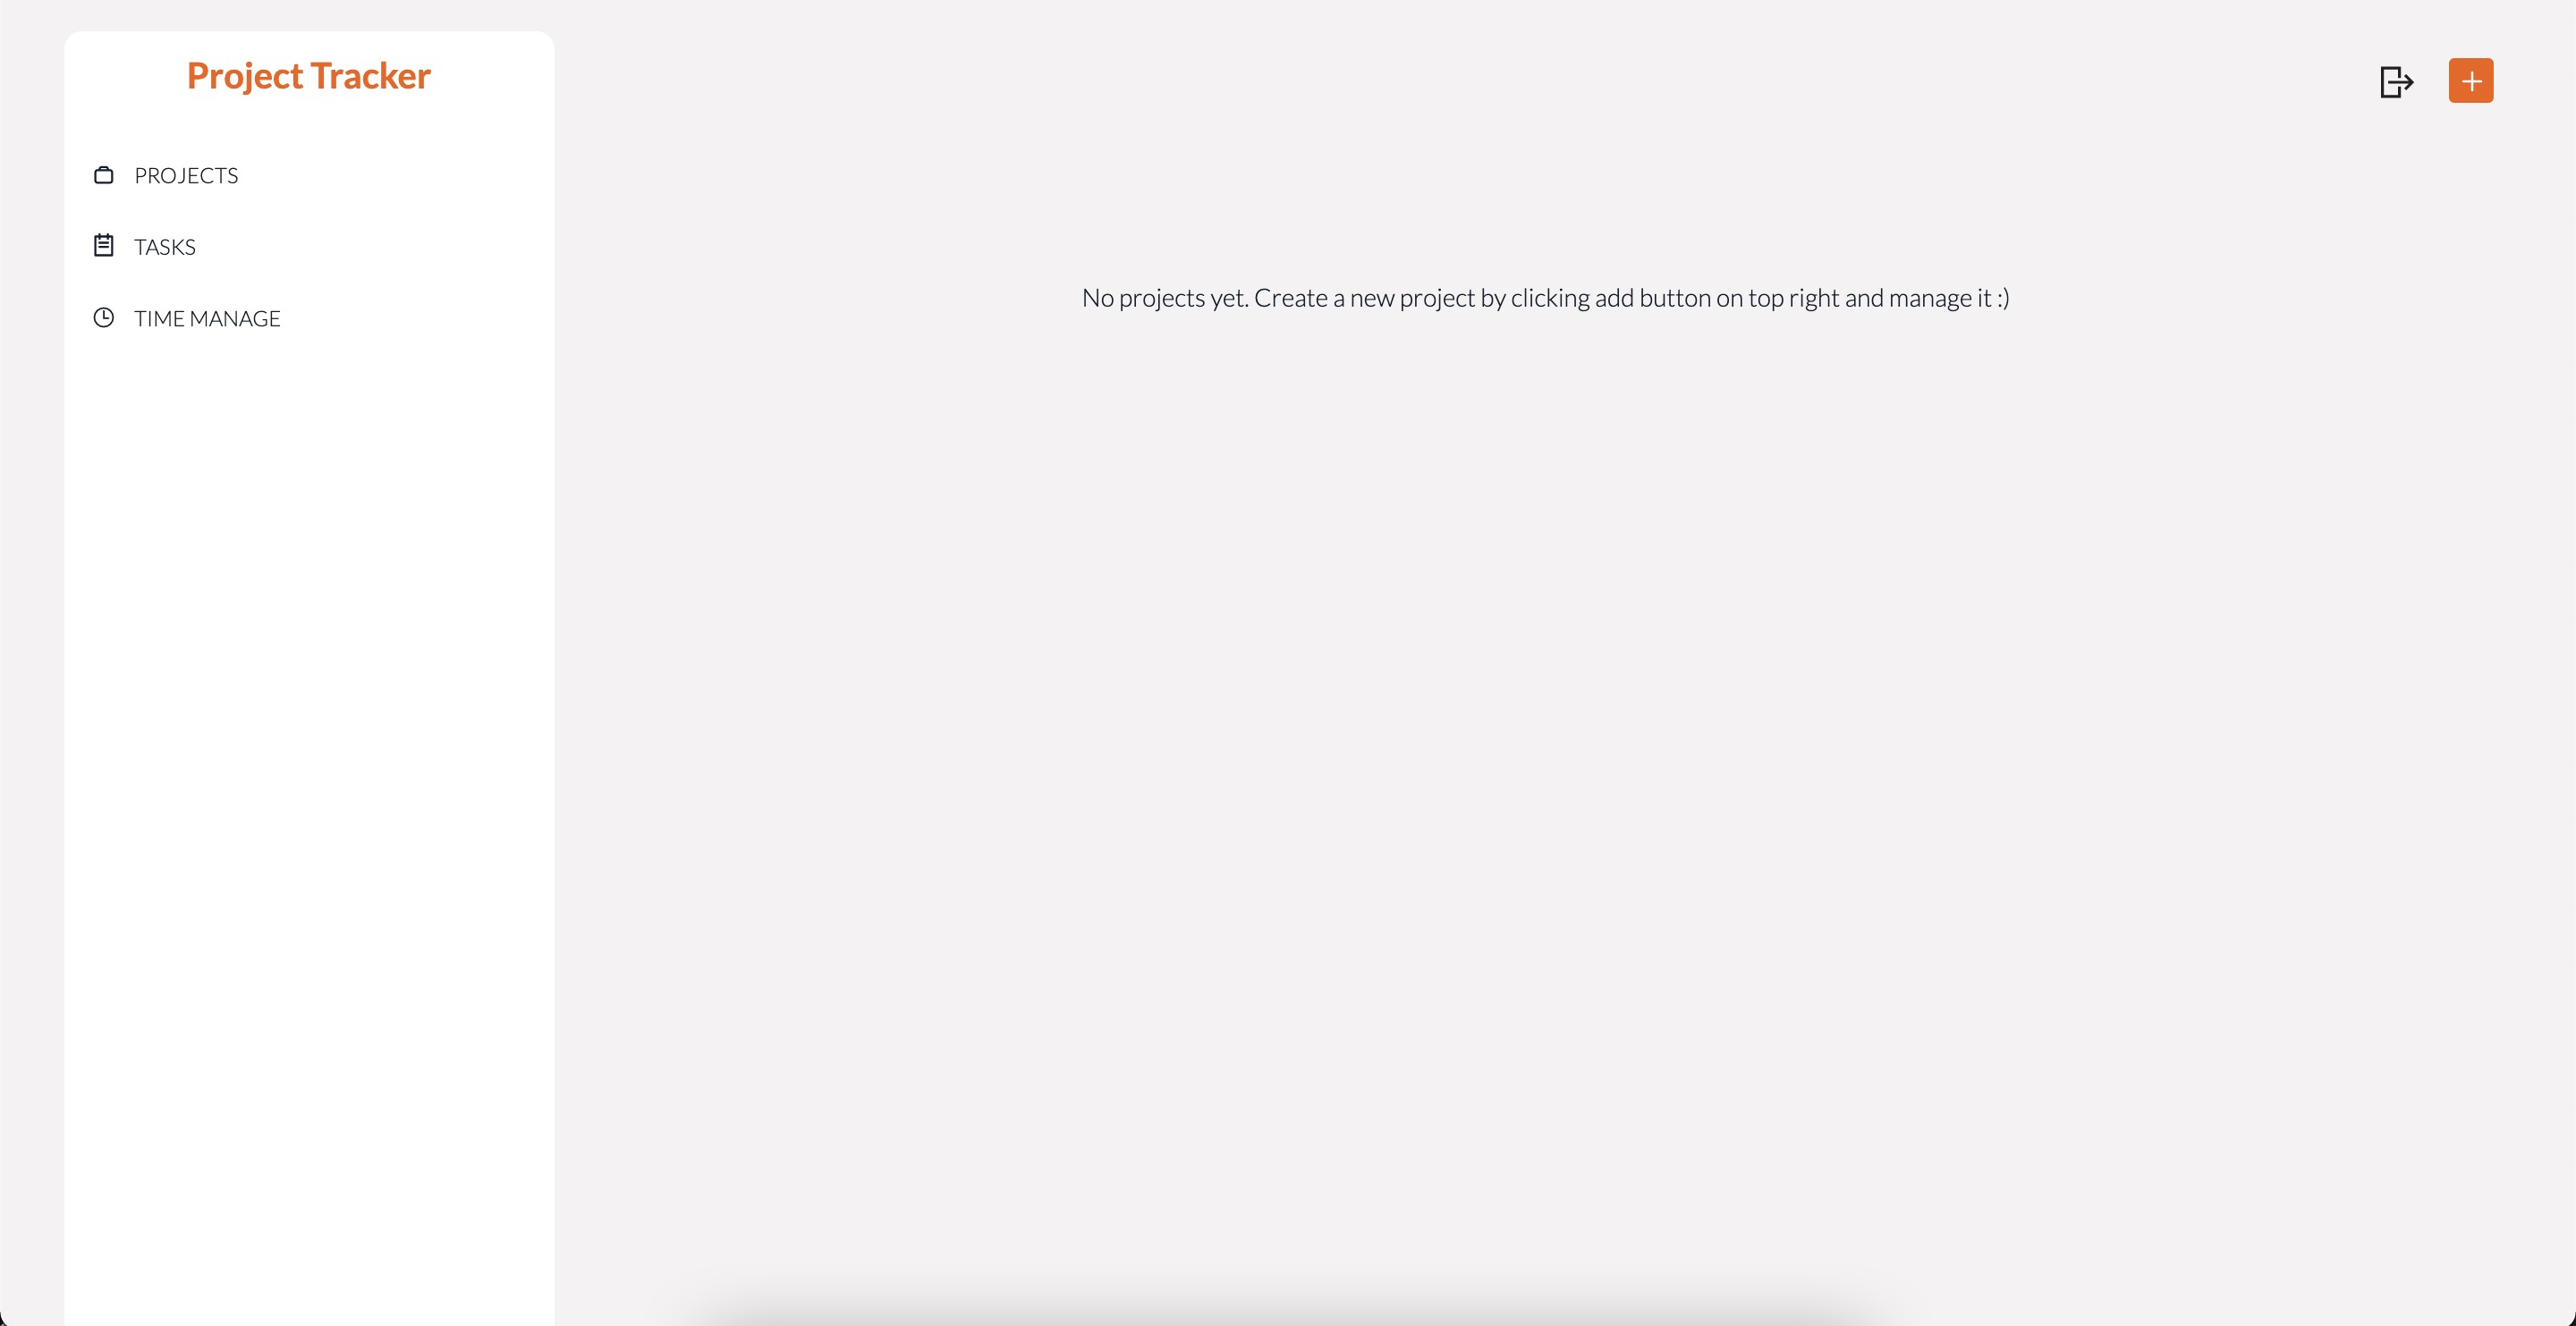 Project Tracker
PROJECTS
TASKS
TIME MANAGE
No projects yet. Create a new project by clicking add button on top right and manage it :)